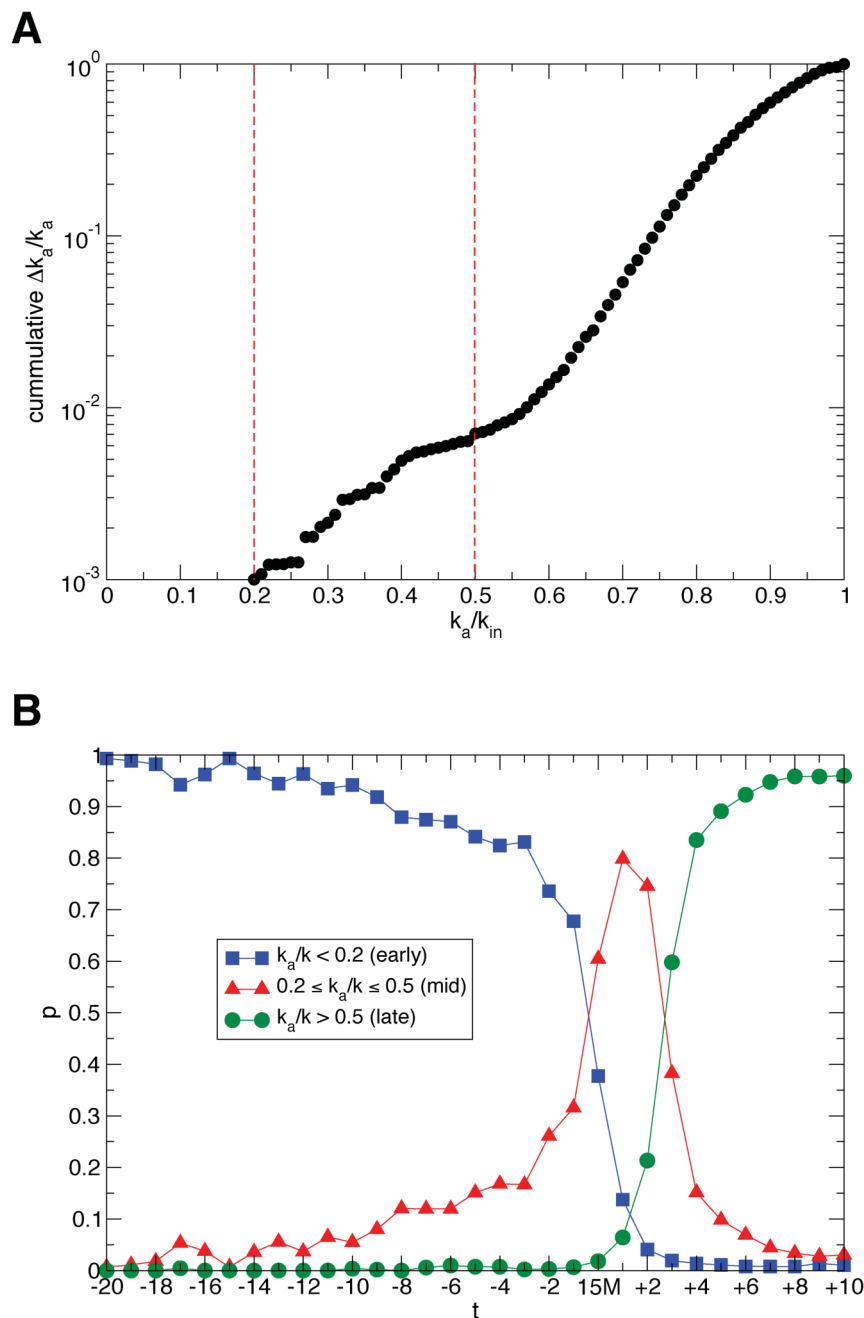 A
10^0
10^-1
10^-2
10^-3
cummulative Δk_a/k_a
0 0.1 0.2 0.3 0.4 0.5 0.6 0.7 0.8 0.9 1
k_a/k_in
B
1
0.9
0.8
0.7
0.6
0.5
0.4
0.3
0.2
0.1
0
p
k_a/k < 0.2 (early)
0.2 ≤ k_a/k ≤ 0.5 (mid)
k_a/k > 0.5 (late)
-20 -18 -16 -14 -12 -10 -8 -6 -4 -2 15M +2 +4 +6 +8 +10
t